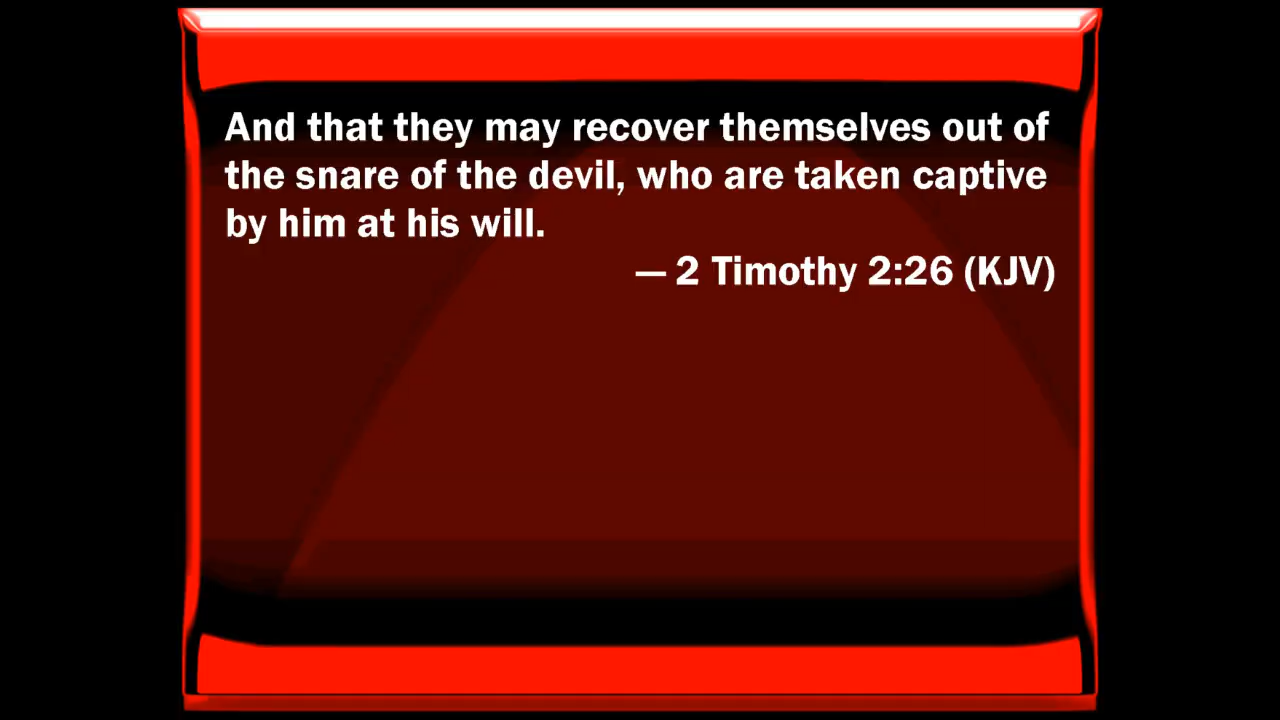 And that they may recover themselves out of
the snare of the devil, who are taken captive
by him at his will.
— 2 Timothy 2:26 (KJV)